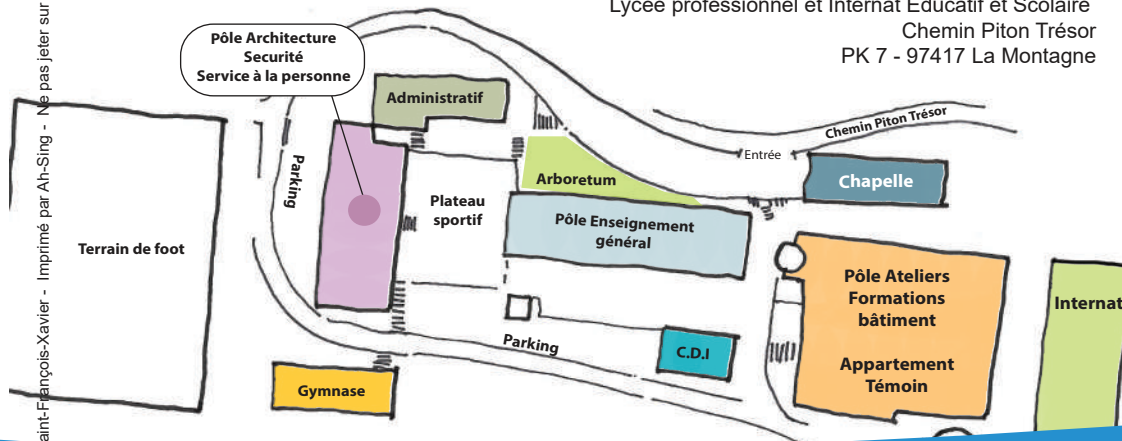 Lycée professionnel et Internat Educatif et Scolaire
Chemin Piton Trésor
PK 7 - 97417 La Montagne
Pôle Architecture
Securité
Service à la personne
Administratif
Chemin Piton Trésor
Entrée
Chapelle
Parking
Arboretum
Plateau
sportif
Pôle Enseignement
général
Terrain de foot
Pôle Ateliers
Formations
bâtiment
Appartement
Témoin
Internat
Parking
C.D.I
Gymnase
aint-François-Xavier - Imprimé par Ah-Sing - Ne pas jeter sur